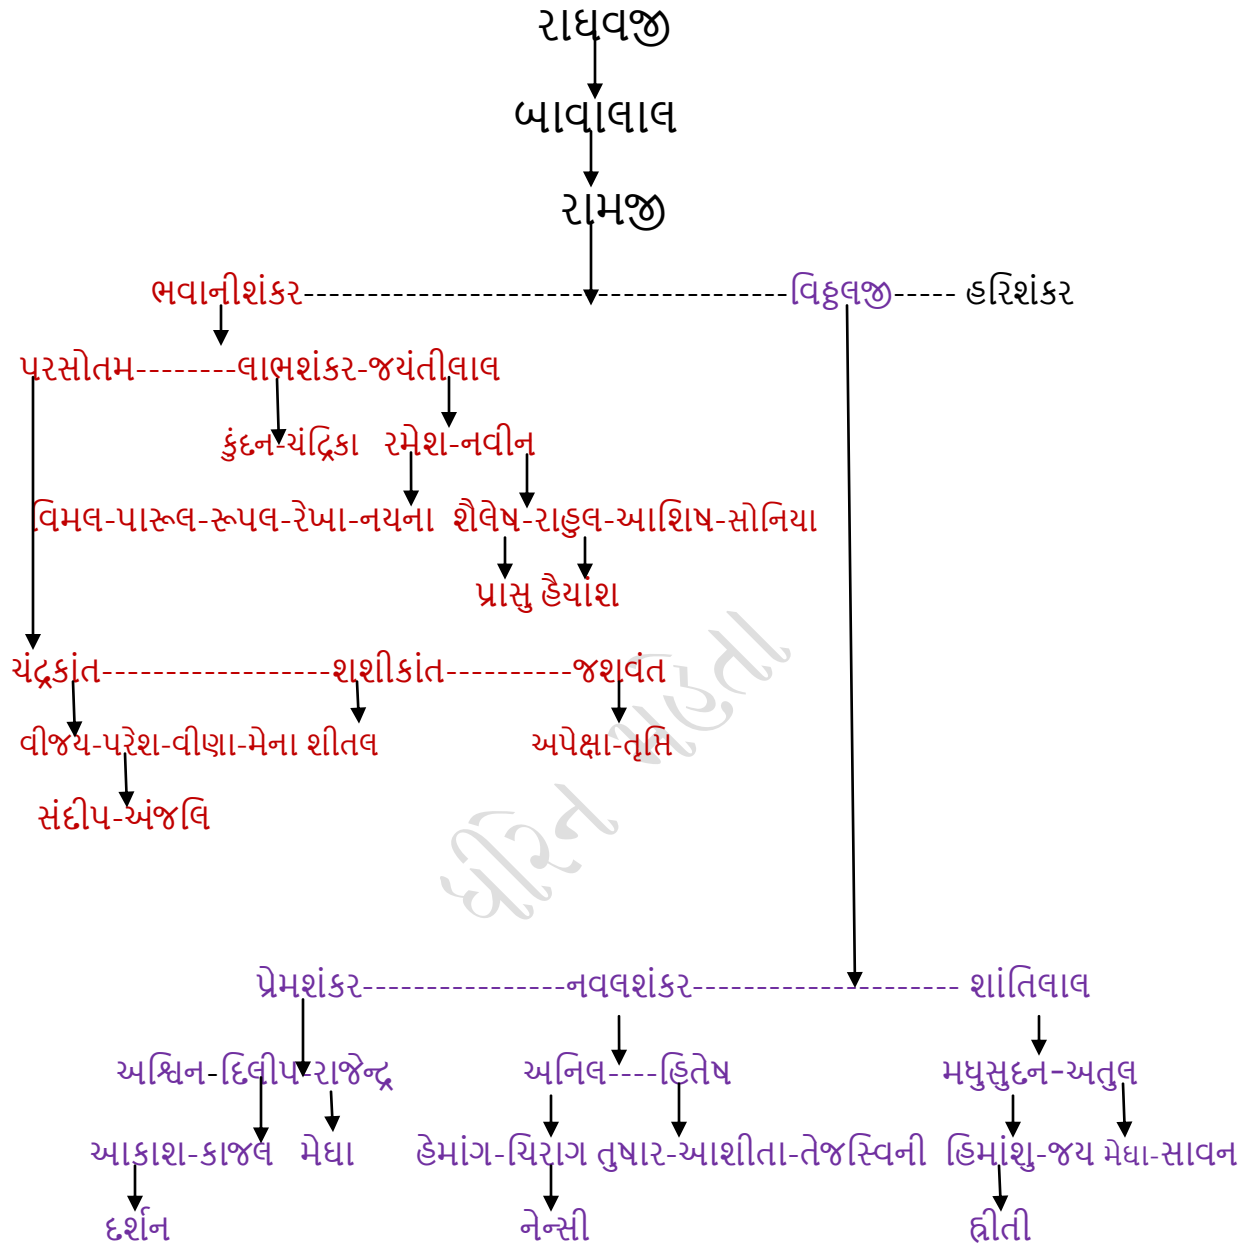 રાઘવજી
બાવાલાલ
રામજી
ભવાનીશંકર------------------------------------વિઠ્ઠલજી----- હરિશંકર
પરસોતમ--------લાભશંકર-જયંતીલાલ
કુંદન-ચંદ્રિકા રમેશ-નવીન
વિમલ-પારૂલ-રૂપલ-રેખા-નયના શૈલેષ-રાહુલ-આશિષ-સોનિયા
પ્રાસુ હૈયાંશ
ચંદ્રકાંત------------------શશીકાંત----------જશવંત
વીજય-પરેશ-વીણા-મેના શીતલ અપેક્ષા-તૃપ્તિ
સંદીપ-અંજલિ
ધીરેન મહેતા
પ્રેમશંકર----------------નવલશંકર--------------------- શાંતિલાલ
અશ્વિન-દિલીપ-રાજેન્દ્ર અનિલ----હિતેષ મધુસુદન-અતુલ
આકાશ-કાજલ મેઘા હેમાંગ-ચિરાગ તુષાર-આશીતા-તેજસ્વિની હિમાંશુ-જય મેઘા-સાવન
દર્શન નેન્સી હ્રીતી